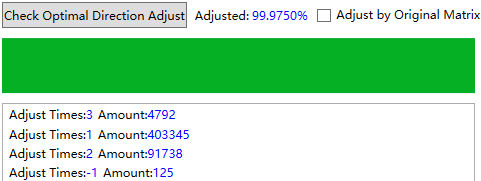 Check Optimal Direction Adjust Adjusted: 99.9750% Adjust by Original Matrix
Adjust Times:3 Amount:4792
Adjust Times:1 Amount:403345
Adjust Times:2 Amount:91738
Adjust Times:-1 Amount:125